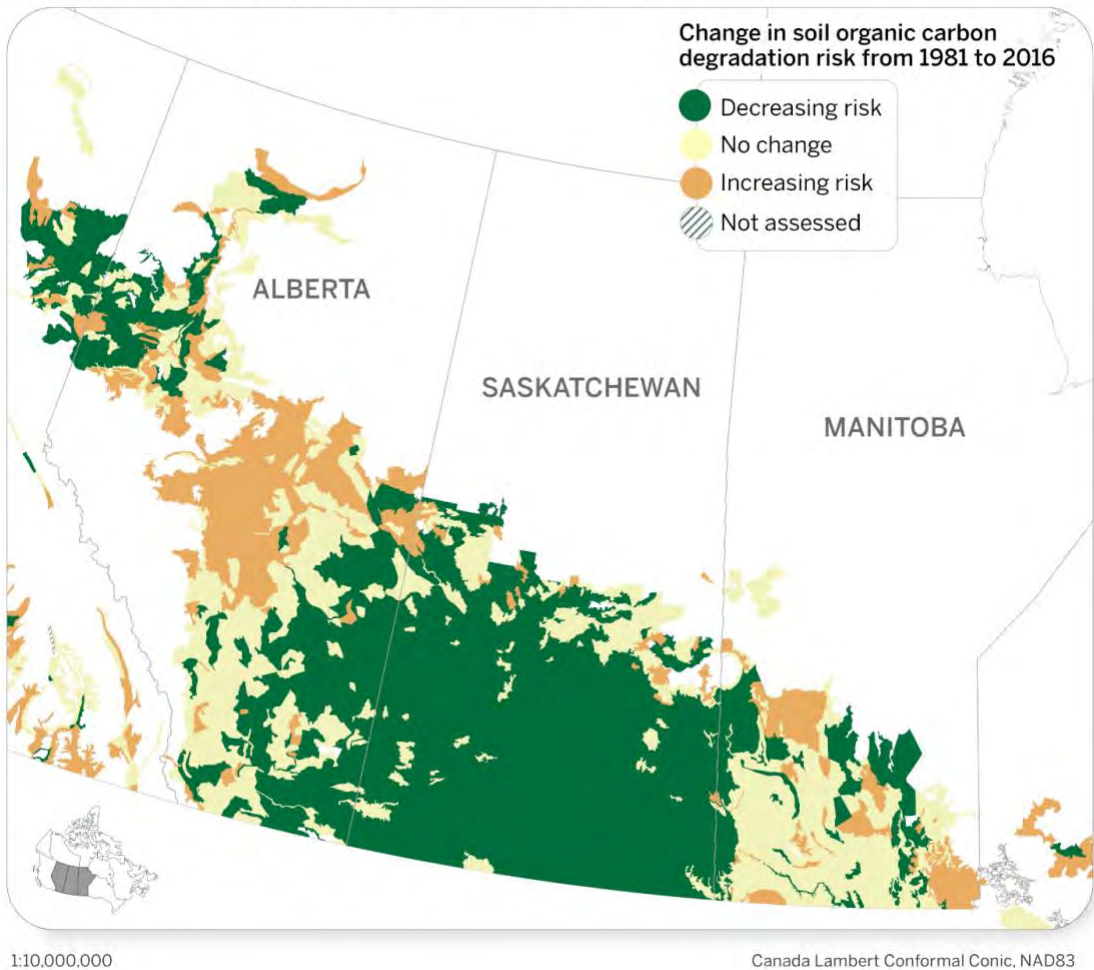 Change in soil organic carbon
degradation risk from 1981 to 2016
Decreasing risk
No change
Increasing risk
Not assessed
ALBERTA
SASKATCHEWAN
MANITOBA
1:10,000,000
Canada Lambert Conformal Conic, NAD83